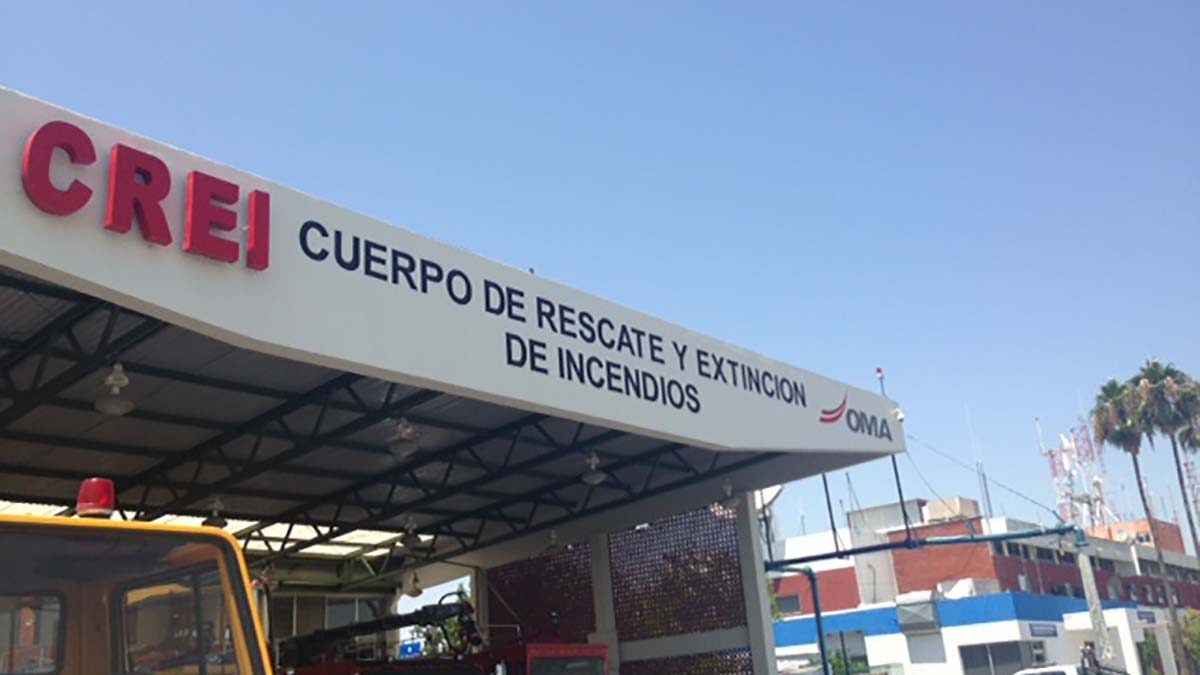 CREI
CUERPO DE RESCATE Y EXTINCION
DE INCENDIOS
OMA